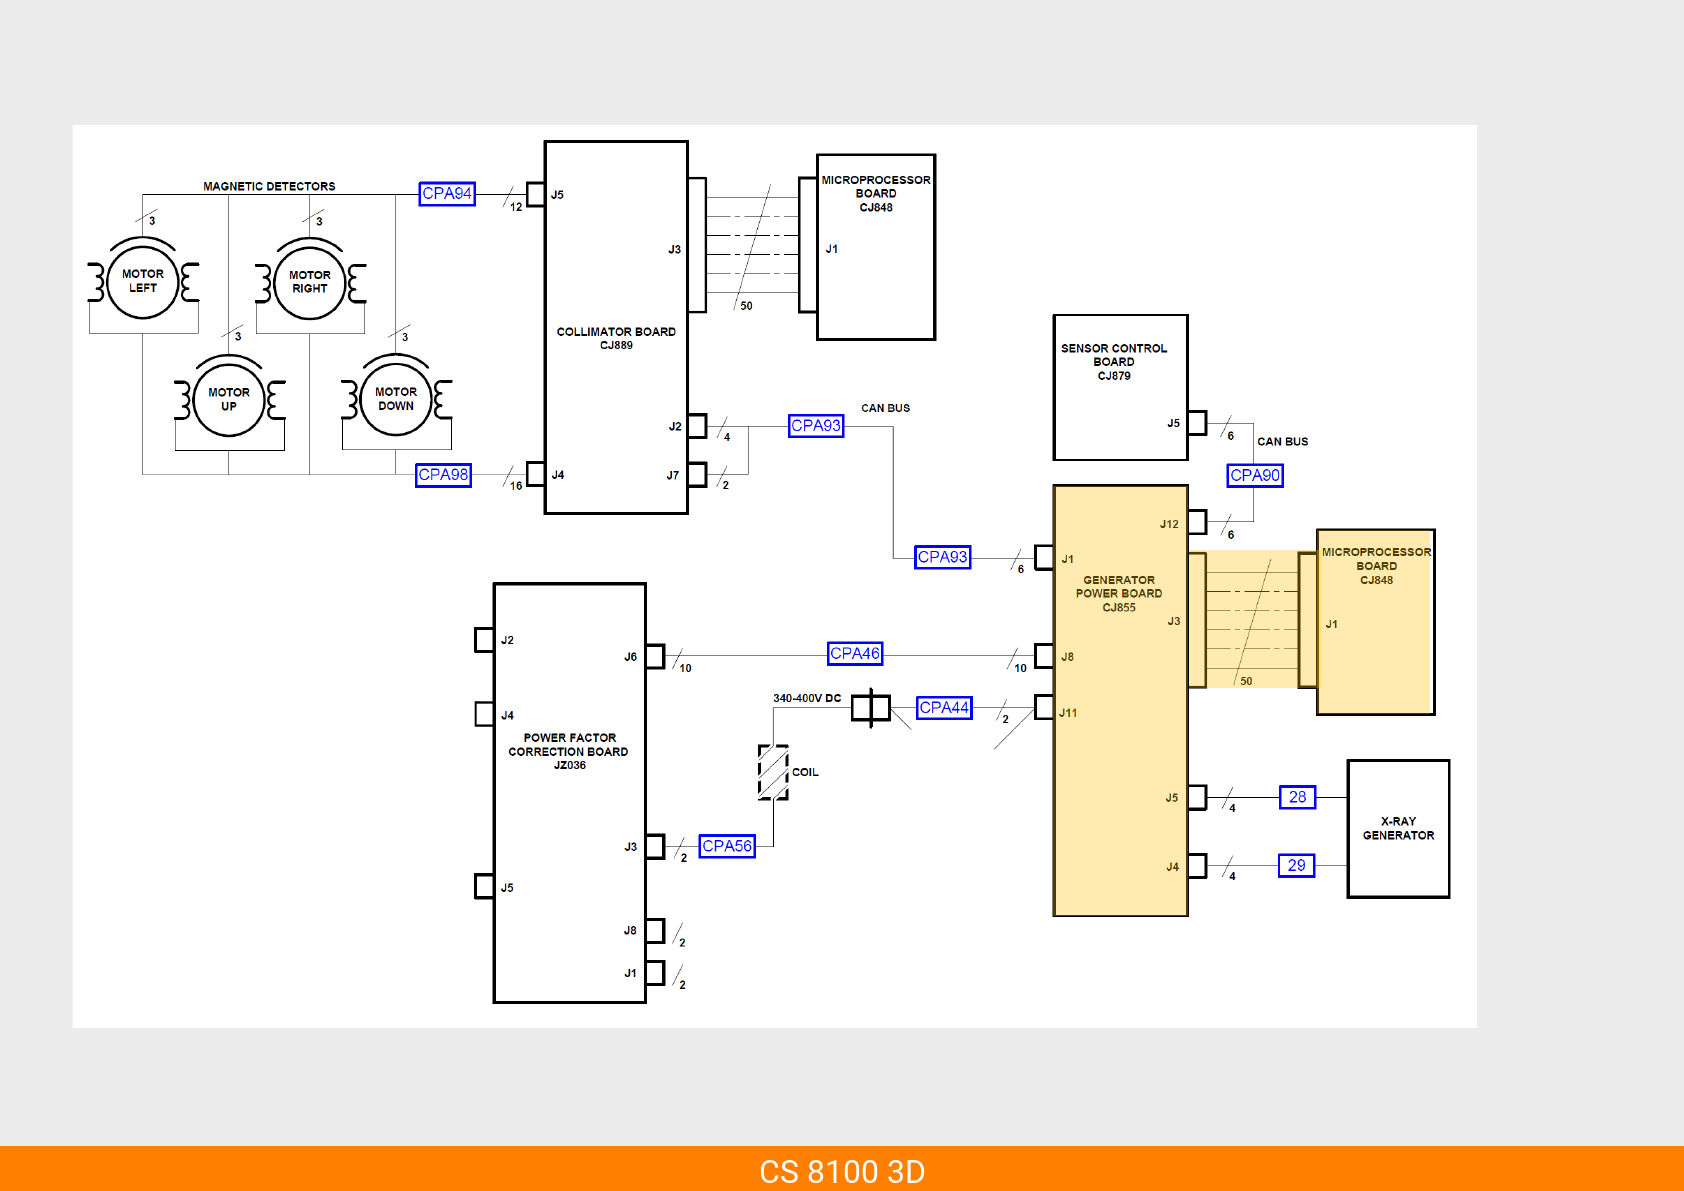 MAGNETIC DETECTORS
CPA94
12
J5
3
3
MOTOR
LEFT
MOTOR
RIGHT
3
3
MOTOR
UP
MOTOR
DOWN
CPA98
16
J4
COLLIMATOR BOARD
CJ889
J3
50
MICROPROCESSOR
BOARD
CJ848
J1
J2
4
CPA93
CAN BUS
J7
2
SENSOR CONTROL
BOARD
CJ879
J5
6
CAN BUS
CPA90
J12
6
CPA93
6
J1
GENERATOR
POWER BOARD
CJ855
J3
50
MICROPROCESSOR
BOARD
CJ848
J1
J2
J6
10
CPA46
10
J8
J4
340-400V DC
CPA44
2
J11
POWER FACTOR
CORRECTION BOARD
JZ036
COIL
J3
2
CPA56
J5
J8
2
J1
2
J5
4
28
X-RAY
GENERATOR
J4
4
29
CS 8100 3D